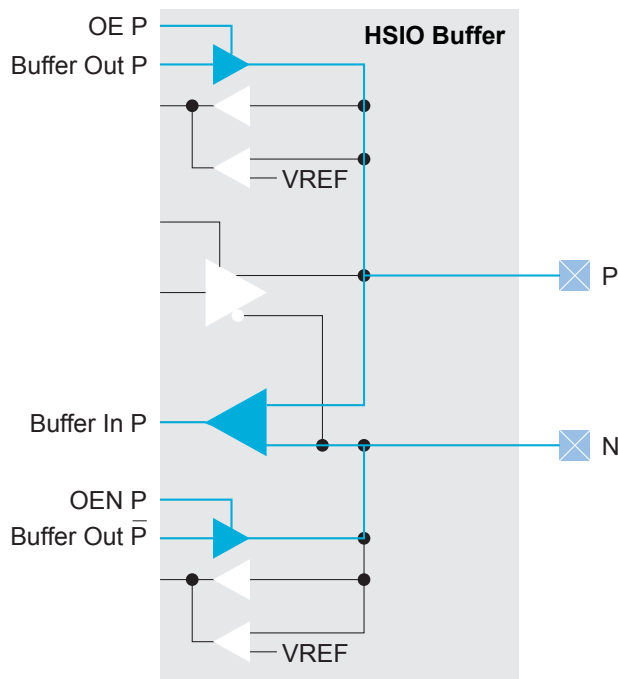 OE P
HSIO Buffer
Buffer Out P
VREF
P
Buffer In P
N
OEN P
Buffer Out P̅
VREF